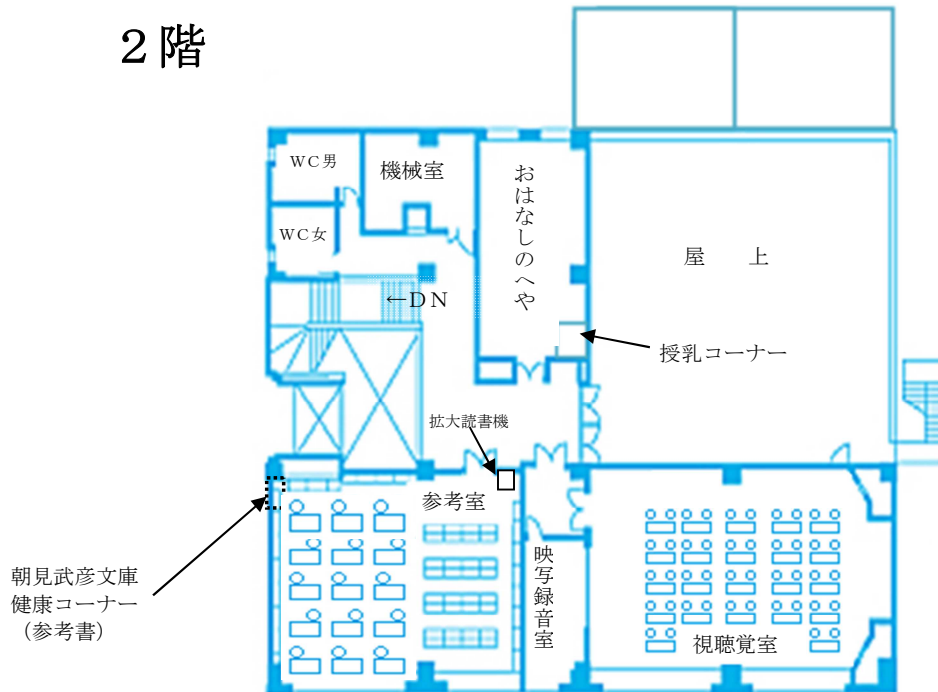 2階
WC男
機械室
おはなしのへや
WC女
屋 上
←DN
授乳コーナー
拡大読書機
参考室
朝見武彦文庫
健康コーナー
(参考書)
映写録音室
視聴覚室